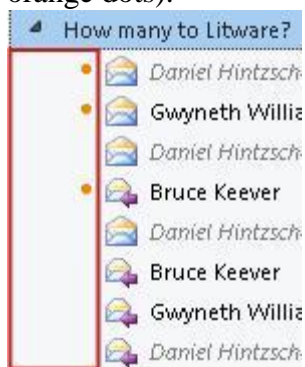 orange dots).
How many to Litware?
Daniel Hintzsch
Gwyneth Willia
Daniel Hintzsch
Bruce Keever
Daniel Hintzsch
Bruce Keever
Gwyneth Willia
Daniel Hintzsch